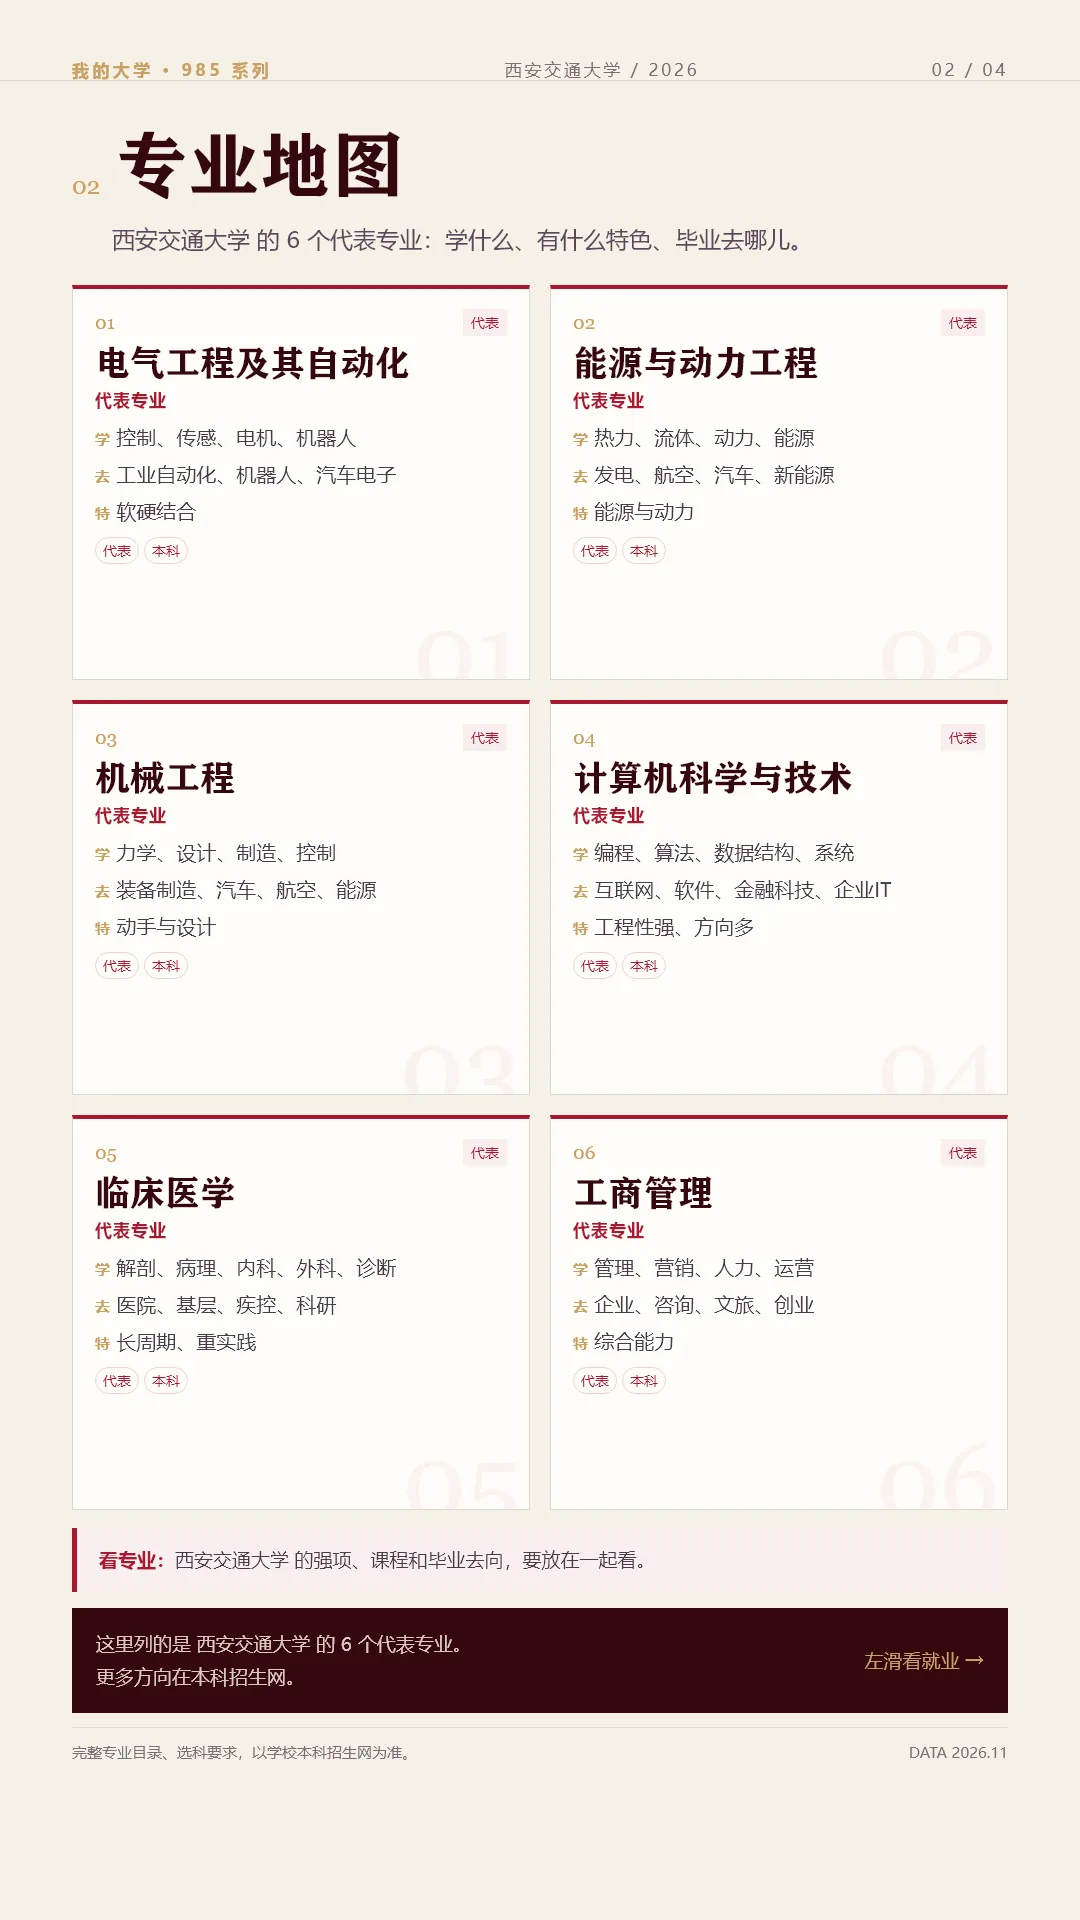 我的大学 • 985 系列
西安交通大学 / 2026
02 / 04
02 专业地图
西安交通大学 的 6 个代表专业：学什么、有什么特色、毕业去哪儿。
01
代表
电气工程及其自动化
代表专业
学 控制、传感、电机、机器人
去 工业自动化、机器人、汽车电子
特 软硬结合
代表 本科
01
02
代表
能源与动力工程
代表专业
学 热力、流体、动力、能源
去 发电、航空、汽车、新能源
特 能源与动力
代表 本科
02
03
代表
机械工程
代表专业
学 力学、设计、制造、控制
去 装备制造、汽车、航空、能源
特 动手与设计
代表 本科
03
04
代表
计算机科学与技术
代表专业
学 编程、算法、数据结构、系统
去 互联网、软件、金融科技、企业IT
特 工程性强、方向多
代表 本科
04
05
代表
临床医学
代表专业
学 解剖、病理、内科、外科、诊断
去 医院、基层、疾控、科研
特 长周期、重实践
代表 本科
05
06
代表
工商管理
代表专业
学 管理、营销、人力、运营
去 企业、咨询、文旅、创业
特 综合能力
代表 本科
06
看专业：西安交通大学 的强项、课程和毕业去向，要放在一起看。
这里列的是 西安交通大学 的 6 个代表专业。
更多方向在本科招生网。
左滑看就业 →
完整专业目录、选科要求，以学校本科招生网为准。
DATA 2026.11